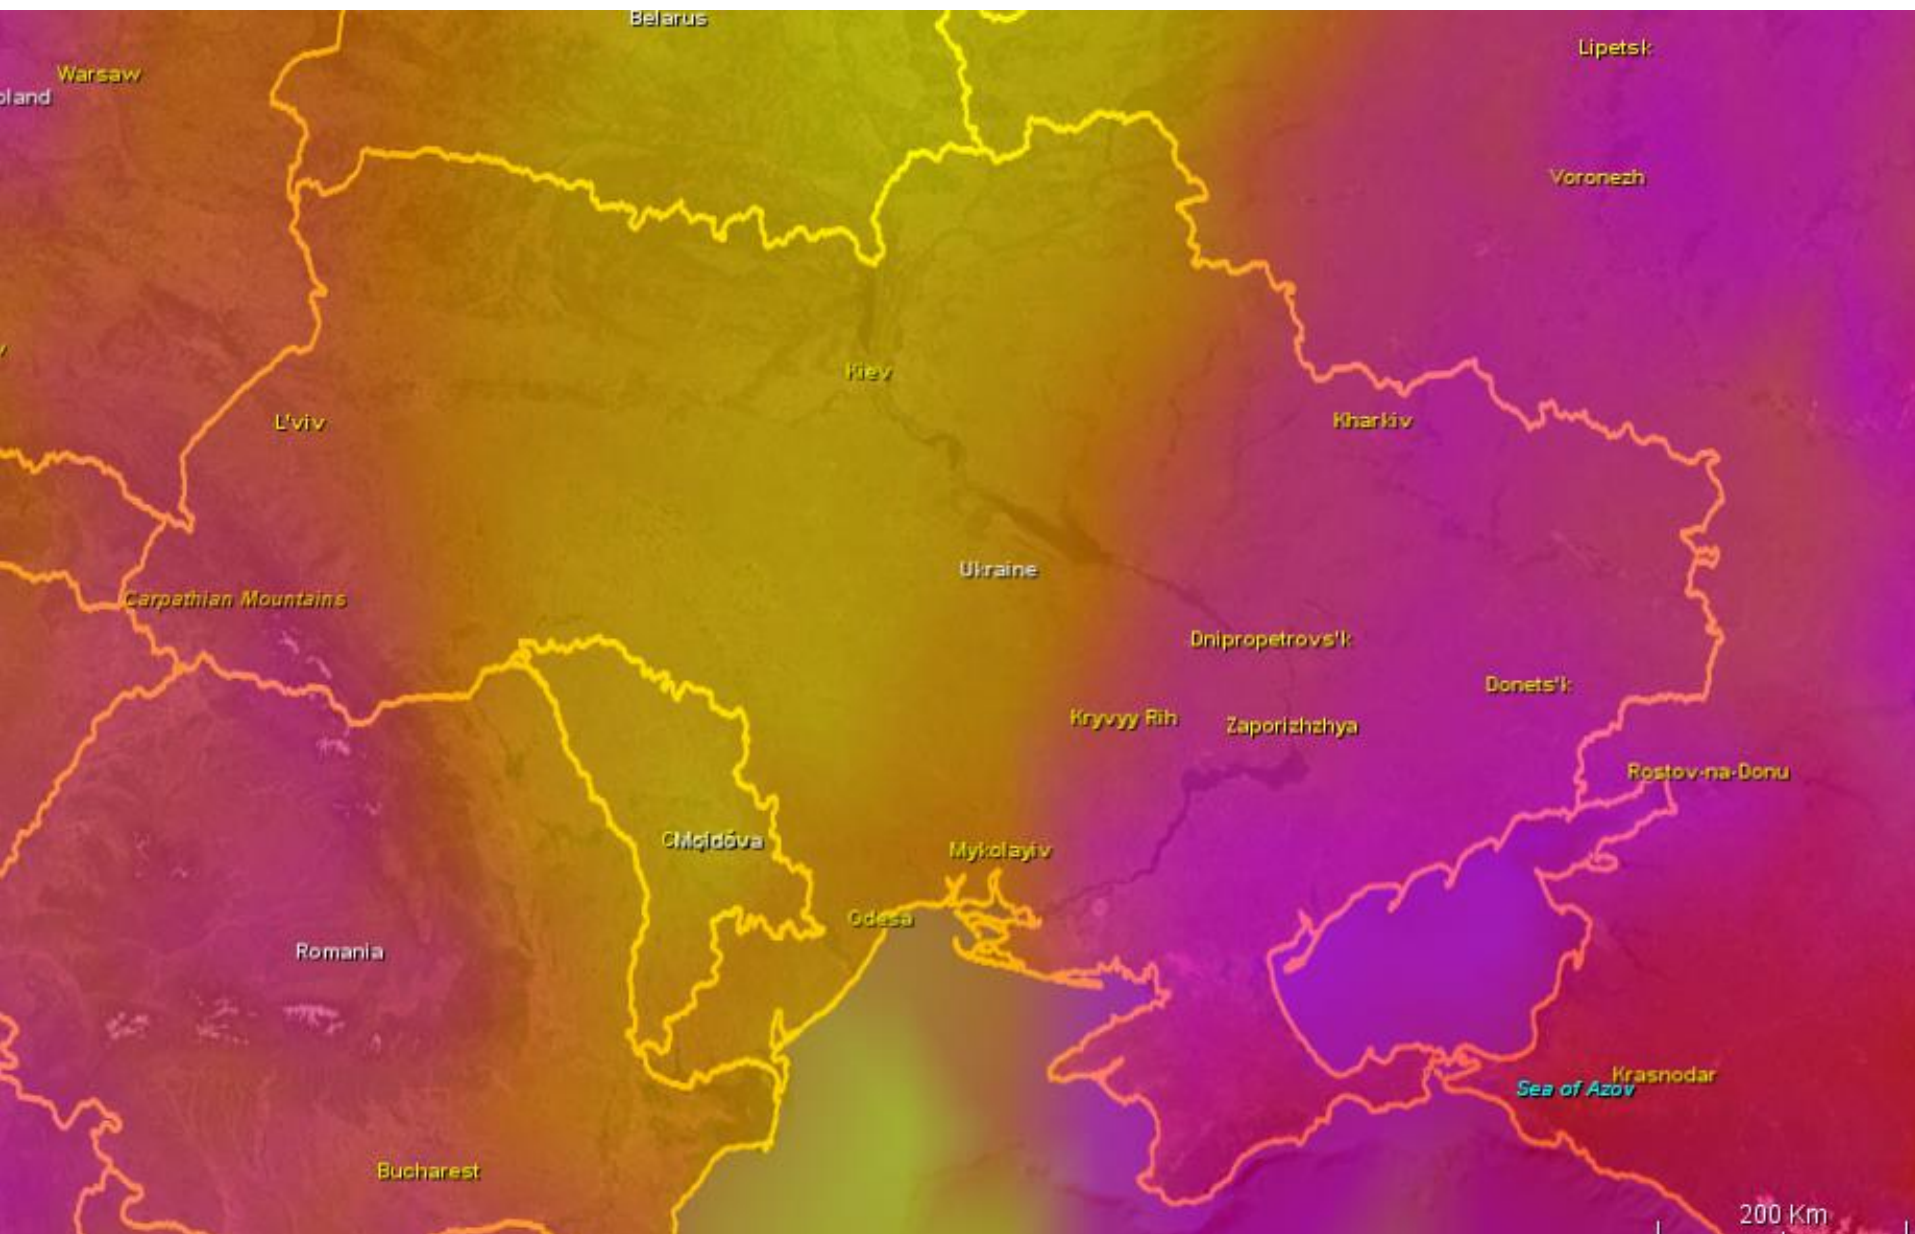 Belarus
Lipetsk
Warsaw
oland
Voronezh
Kiev
L'viv
Kharkiv
Ukraine
Carpathian Mountains
Dnipropetrovs'k
Donets'k
Kryvyy Rih
Zaporizhzhya
Rostov-na-Donu
Moldova
Mykolayiv
Odesa
Romania
Krasnodar
Sea of Azov
Bucharest
200 Km